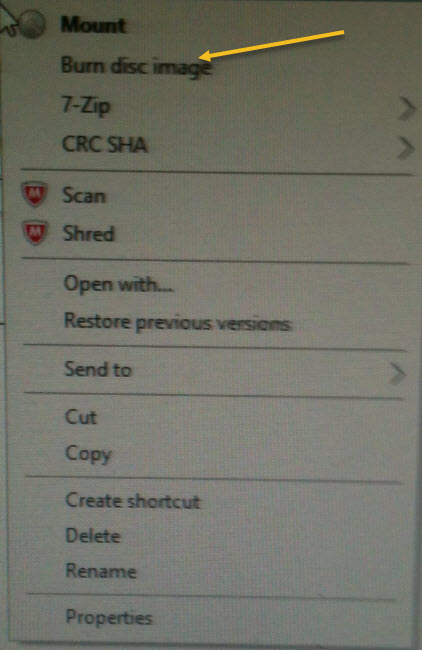 Mount
Burn disc image
7-Zip
CRC SHA
M Scan
M Shred
Open with...
Restore previous versions
Send to
Cut
Copy
Create shortcut
Delete
Rename
Properties